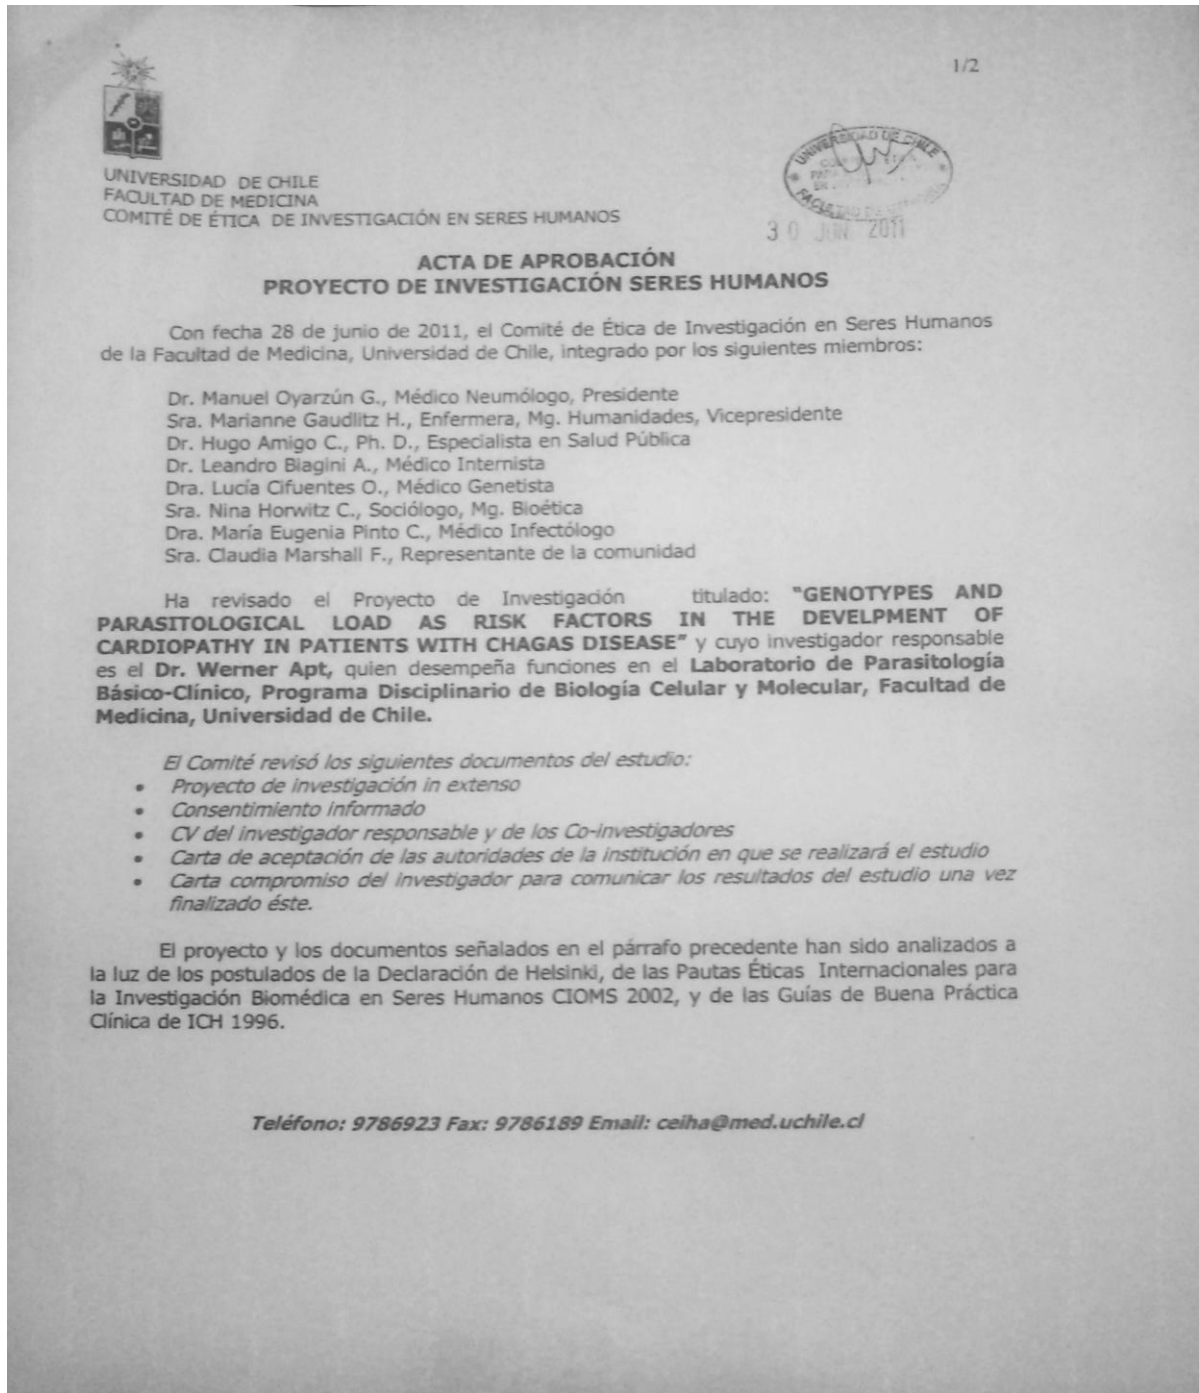 1/2
UNIVERSIDAD DE CHILE
FACULTAD DE MEDICINA
COMITÉ DE ÉTICA DE INVESTIGACIÓN EN SERES HUMANOS
UNIVERSIDAD DE CHILE
FACULTAD DE
30 JUN 2011
ACTA DE APROBACIÓN
PROYECTO DE INVESTIGACIÓN SERES HUMANOS
Con fecha 28 de junio de 2011, el Comité de Ética de Investigación en Seres Humanos
de la Facultad de Medicina, Universidad de Chile, integrado por los siguientes miembros:
Dr. Manuel Oyarzún G., Médico Neumólogo, Presidente
Sra. Marianne Gaudlitz H., Enfermera, Mg. Humanidades, Vicepresidente
Dr. Hugo Amigo C., Ph. D., Especialista en Salud Pública
Dr. Leandro Biagini A., Médico Internista
Dra. Lucía Cifuentes O., Médico Genetista
Sra. Nina Horwitz C., Sociólogo, Mg. Bioética
Dra. María Eugenia Pinto C., Médico Infectólogo
Sra. Claudia Marshall F., Representante de la comunidad
Ha revisado el Proyecto de Investigación titulado: "GENOTYPES AND
PARASITOLOGICAL LOAD AS RISK FACTORS IN THE DEVELPMENT OF
CARDIOPATHY IN PATIENTS WITH CHAGAS DISEASE" y cuyo investigador responsable
es el Dr. Werner Apt, quien desempeña funciones en el Laboratorio de Parasitología
Básico-Clínico, Programa Disciplinario de Biología Celular y Molecular, Facultad de
Medicina, Universidad de Chile.
El Comité revisó los siguientes documentos del estudio:
• Proyecto de investigación in extenso
• Consentimiento informado
• CV del investigador responsable y de los Co-investigadores
• Carta de aceptación de las autoridades de la institución en que se realizará el estudio
• Carta compromiso del investigador para comunicar los resultados del estudio una vez
finalizado éste.
El proyecto y los documentos señalados en el párrafo precedente han sido analizados a
la luz de los postulados de la Declaración de Helsinki, de las Pautas Éticas Internacionales para
la Investigación Biomédica en Seres Humanos CIOMS 2002, y de las Guías de Buena Práctica
Clínica de ICH 1996.
Teléfono: 9786923 Fax: 9786189 Email: ceiha@med.uchile.cl